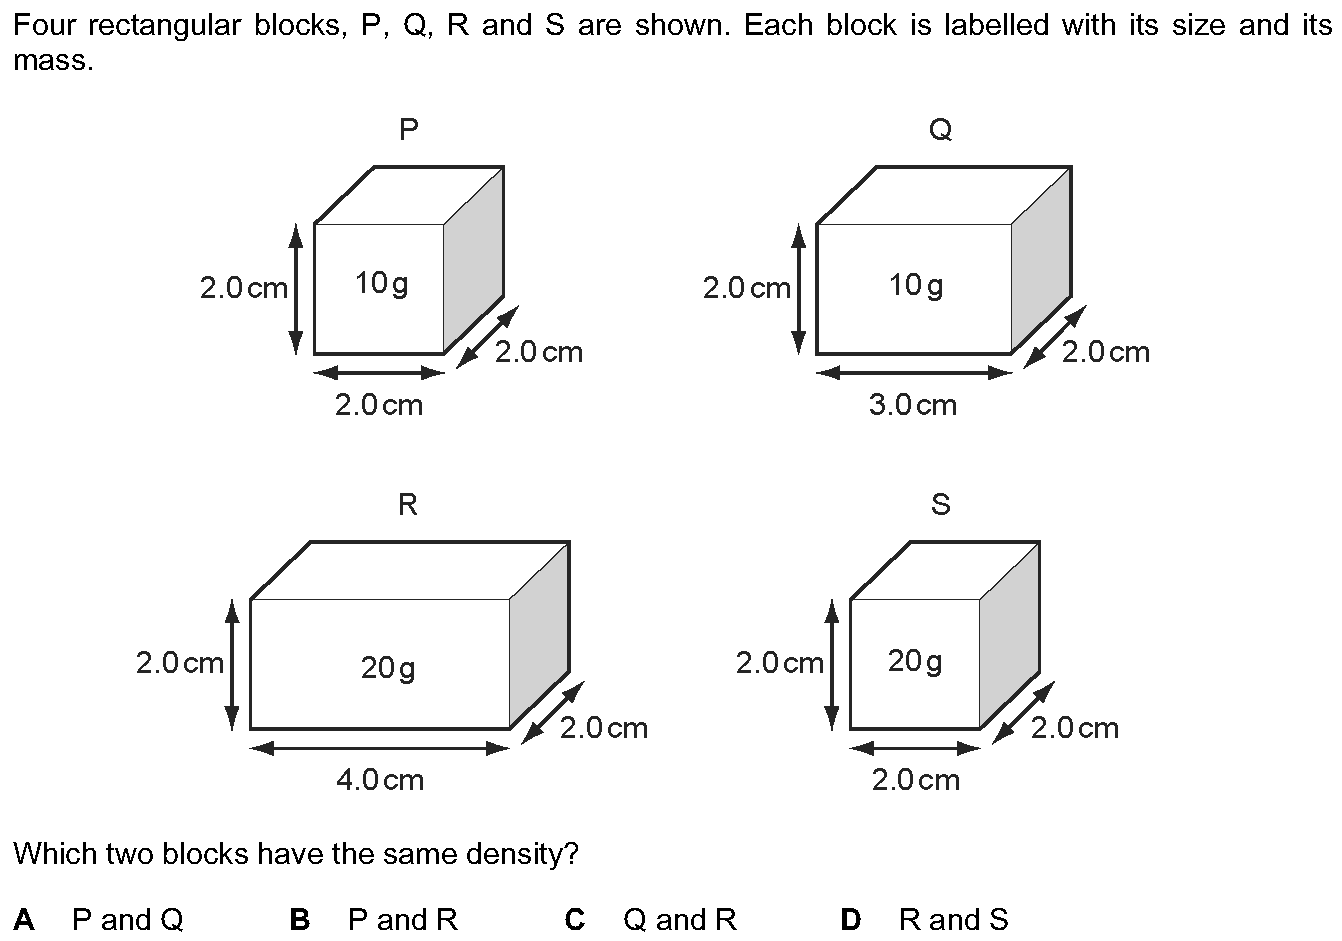 Four rectangular blocks, P, Q, R and S are shown. Each block is labelled with its size and its
mass.
P
Q
2.0 cm
10 g
2.0 cm
2.0 cm
2.0 cm
10 g
2.0 cm
3.0 cm
R
S
2.0 cm
20 g
2.0 cm
4.0 cm
2.0 cm
20 g
2.0 cm
2.0 cm
Which two blocks have the same density?
A P and Q B P and R C Q and R D R and S